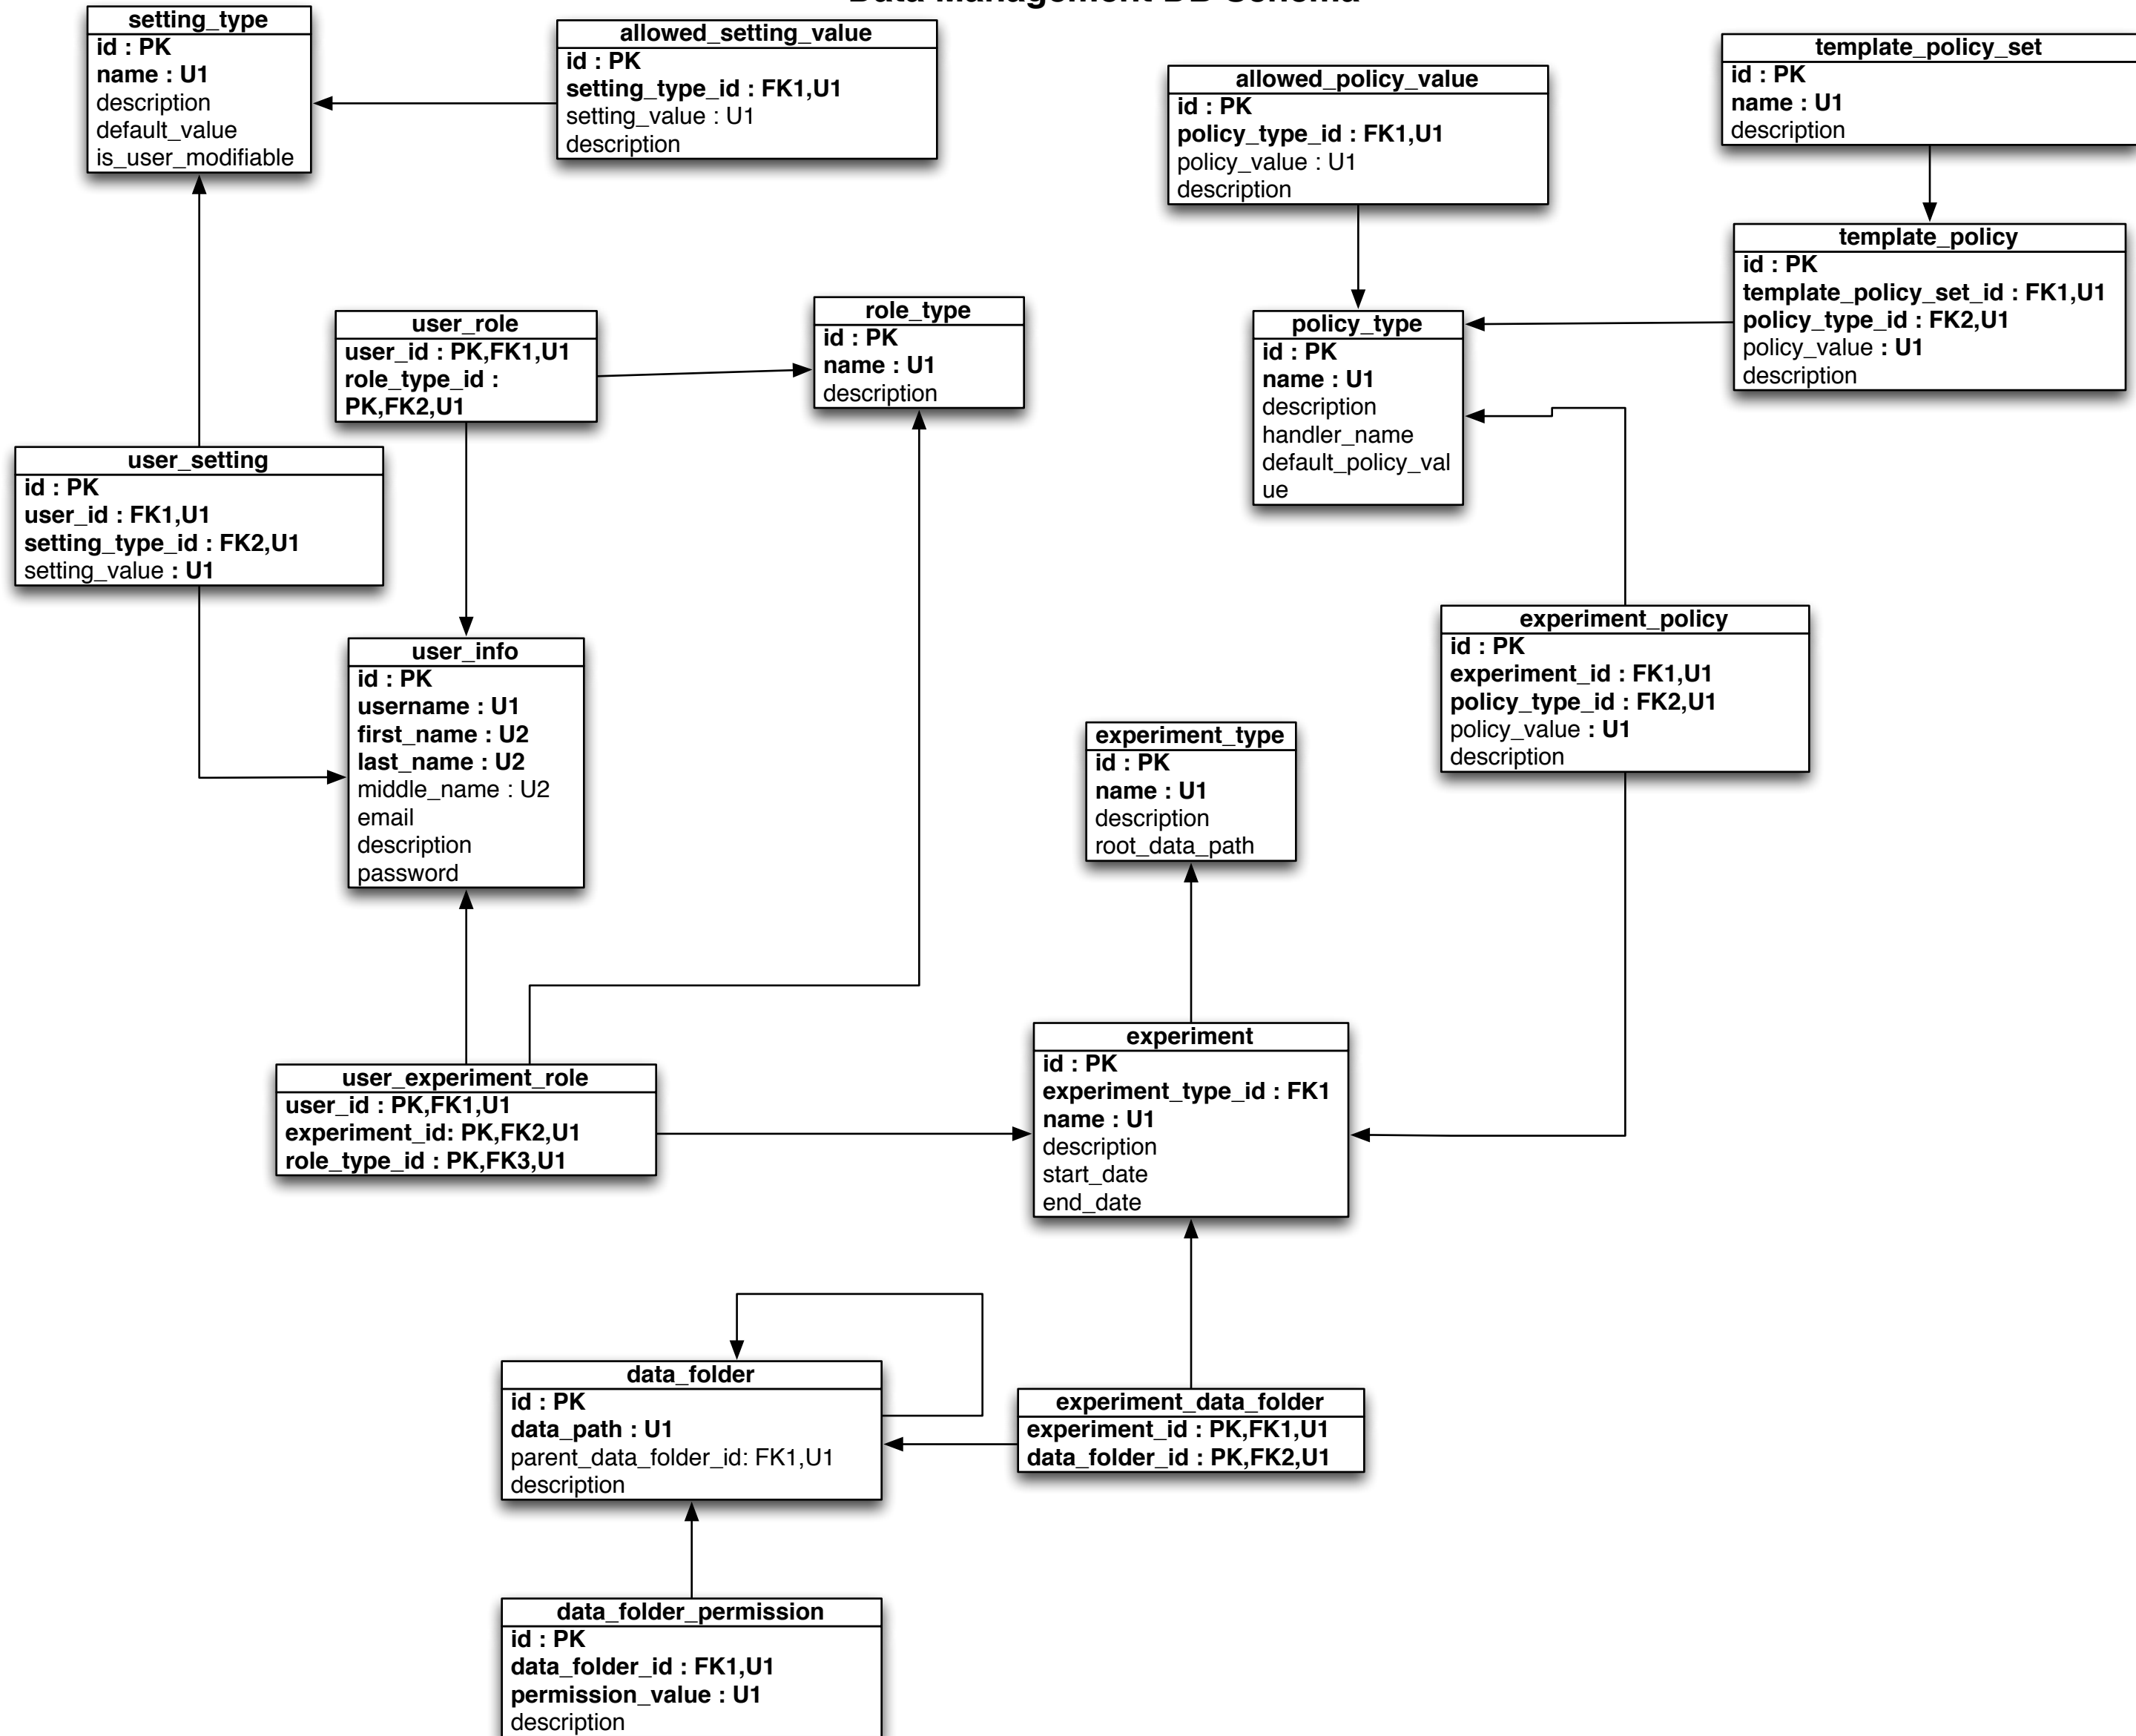 Data Management DB Schema
setting_type
id : PK
name : U1
description
default_value
is_user_modifiable
allowed_setting_value
id : PK
setting_type_id : FK1,U1
setting_value : U1
description
allowed_policy_value
id : PK
policy_type_id : FK1,U1
policy_value : U1
description
template_policy_set
id : PK
name : U1
description
template_policy
id : PK
template_policy_set_id : FK1,U1
policy_type_id : FK2,U1
policy_value : U1
description
user_role
user_id : PK,FK1,U1
role_type_id :
PK,FK2,U1
role_type
id : PK
name : U1
description
policy_type
id : PK
name : U1
description
handler_name
default_policy_val
ue
user_setting
id : PK
user_id : FK1,U1
setting_type_id : FK2,U1
setting_value : U1
user_info
id : PK
username : U1
first_name : U2
last_name : U2
middle_name : U2
email
description
password
experiment_policy
id : PK
experiment_id : FK1,U1
policy_type_id : FK2,U1
policy_value : U1
description
experiment_type
id : PK
name : U1
description
root_data_path
user_experiment_role
user_id : PK,FK1,U1
experiment_id: PK,FK2,U1
role_type_id : PK,FK3,U1
experiment
id : PK
experiment_type_id : FK1
name : U1
description
start_date
end_date
data_folder
id : PK
data_path : U1
parent_data_folder_id: FK1,U1
description
experiment_data_folder
experiment_id : PK,FK1,U1
data_folder_id : PK,FK2,U1
data_folder_permission
id : PK
data_folder_id : FK1,U1
permission_value : U1
description